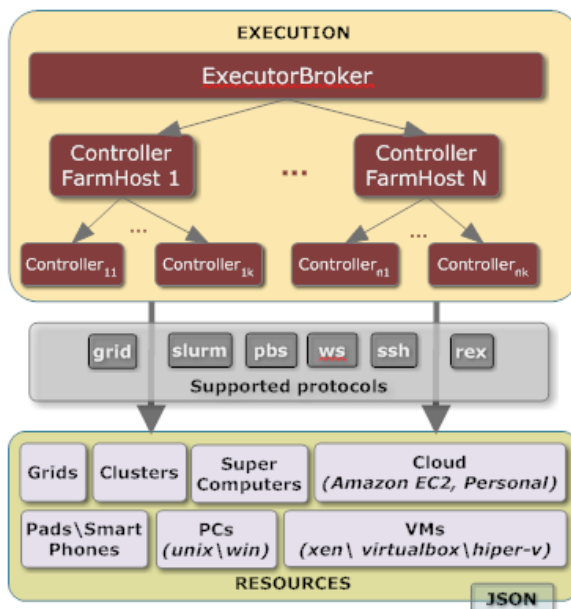 EXECUTION
ExecutorBroker
Controller
FarmHost 1
...
Controller
FarmHost N
...
...
Controller11
Controller1k
Controllern1
Controllernk
grid
slurm
pbs
ws
ssh
rex
Supported protocols
Grids
Clusters
Super
Computers
Cloud
(Amazon EC2, Personal)
Pads\Smart
Phones
PCs
(unix\win)
VMs
(xen\ virtualbox\hiper-v)
RESOURCES
JSON